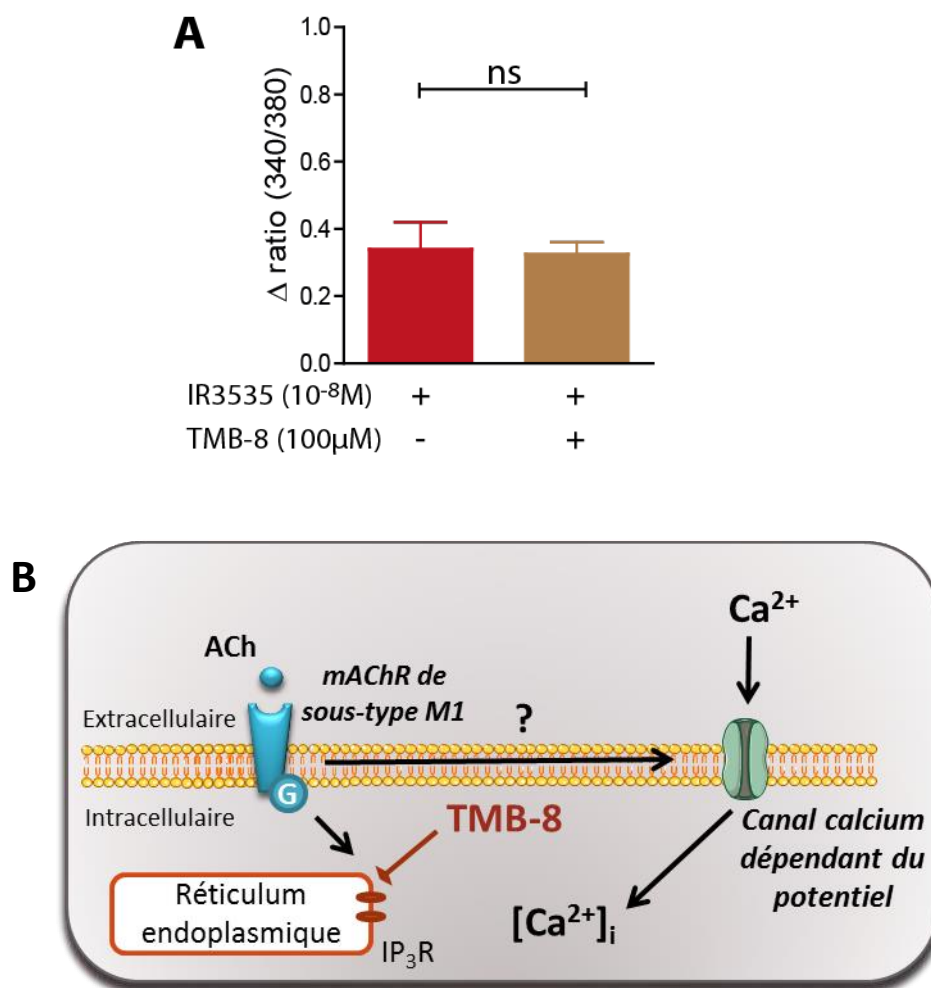 A
1.0
ns
0.8
0.6
0.4
0.2
0.0
Δ ratio (340/380)
IR3535 (10⁻⁸M) + +
TMB-8 (100µM) - +
B
Ca²⁺
ACh
mAChR de
sous-type M1
?
Extracellulaire
G
Intracellulaire
TMB-8
Canal calcium
dépendant du
potentiel
Réticulum
endoplasmique
IP₃R
[Ca²⁺]ᵢ